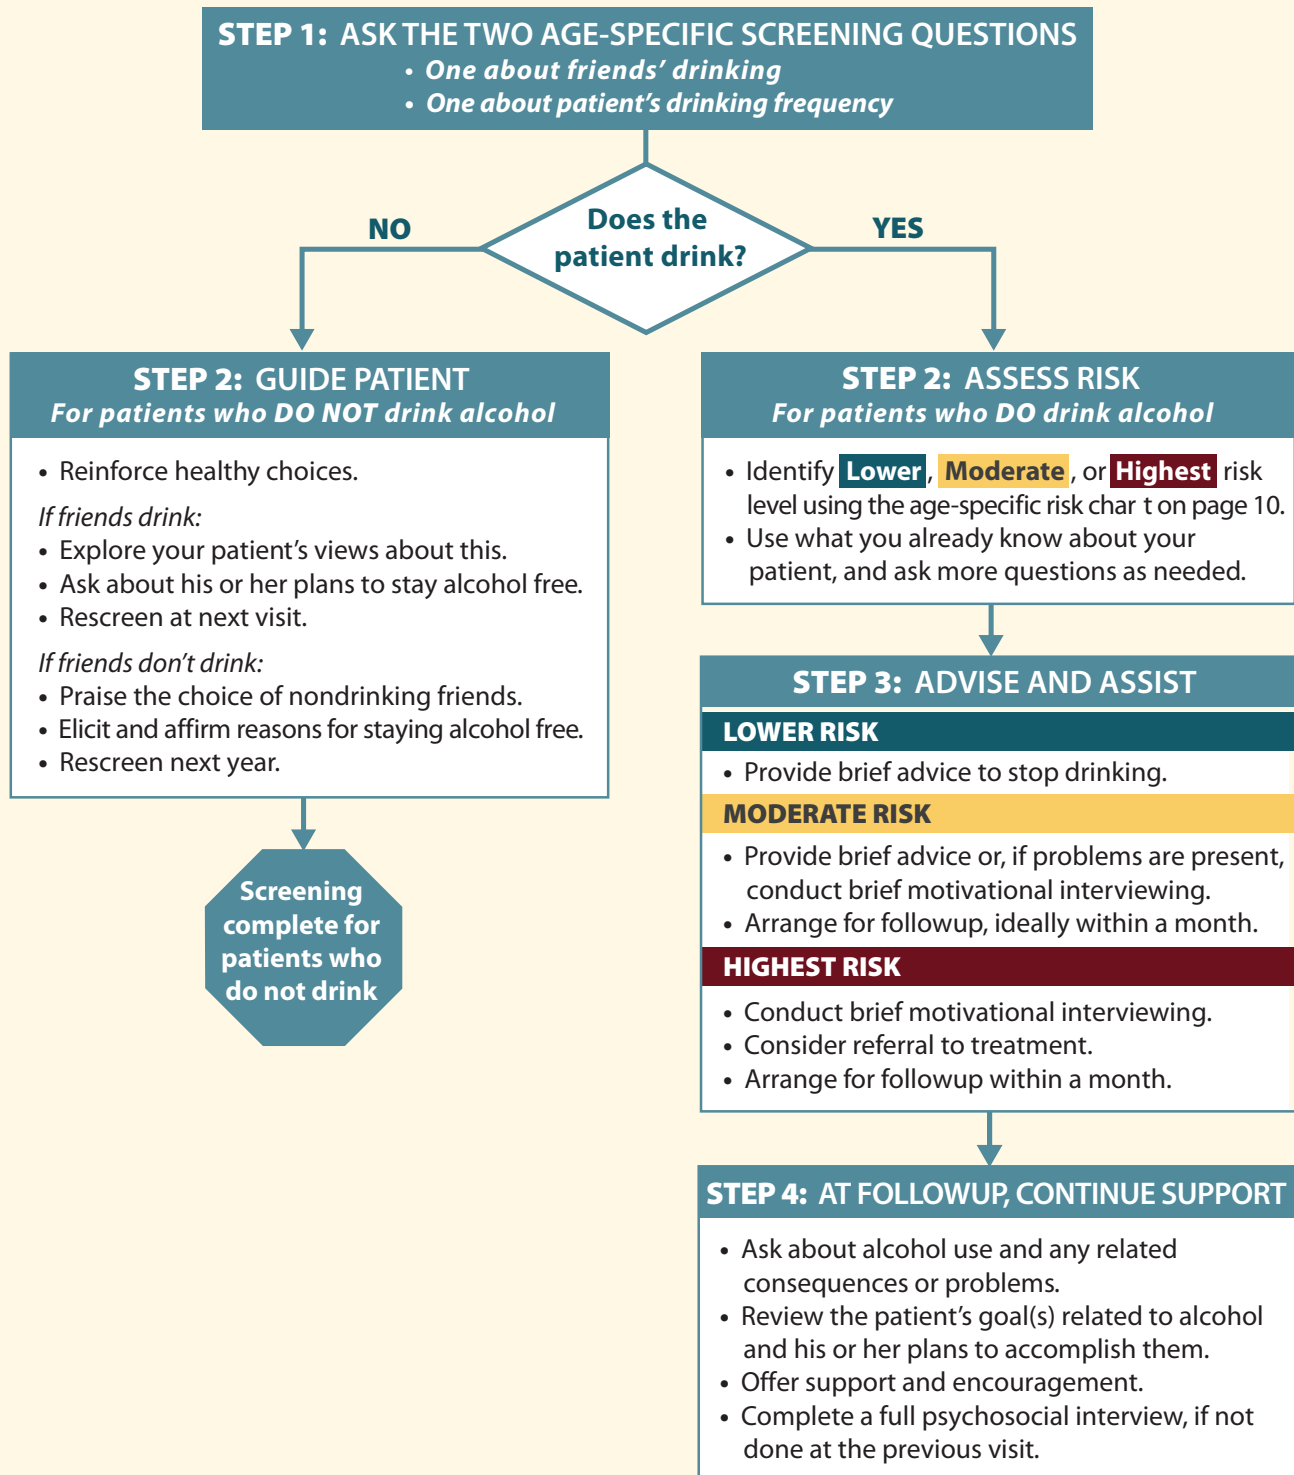 STEP 1: ASK THE TWO AGE-SPECIFIC SCREENING QUESTIONS
• One about friends’ drinking
• One about patient’s drinking frequency
Does the
patient drink?
NO
YES
STEP 2: GUIDE PATIENT
For patients who DO NOT drink alcohol
• Reinforce healthy choices.
If friends drink:
• Explore your patient’s views about this.
• Ask about his or her plans to stay alcohol free.
• Rescreen at next visit.
If friends don’t drink:
• Praise the choice of nondrinking friends.
• Elicit and affirm reasons for staying alcohol free.
• Rescreen next year.
Screening
complete for
patients who
do not drink
STEP 2: ASSESS RISK
For patients who DO drink alcohol
• Identify Lower, Moderate, or Highest risk
level using the age-specific risk char t on page 10.
• Use what you already know about your
patient, and ask more questions as needed.
STEP 3: ADVISE AND ASSIST
LOWER RISK
• Provide brief advice to stop drinking.
MODERATE RISK
• Provide brief advice or, if problems are present,
conduct brief motivational interviewing.
• Arrange for followup, ideally within a month.
HIGHEST RISK
• Conduct brief motivational interviewing.
• Consider referral to treatment.
• Arrange for followup within a month.
STEP 4: AT FOLLOWUP, CONTINUE SUPPORT
• Ask about alcohol use and any related
consequences or problems.
• Review the patient’s goal(s) related to alcohol
and his or her plans to accomplish them.
• Offer support and encouragement.
• Complete a full psychosocial interview, if not
done at the previous visit.